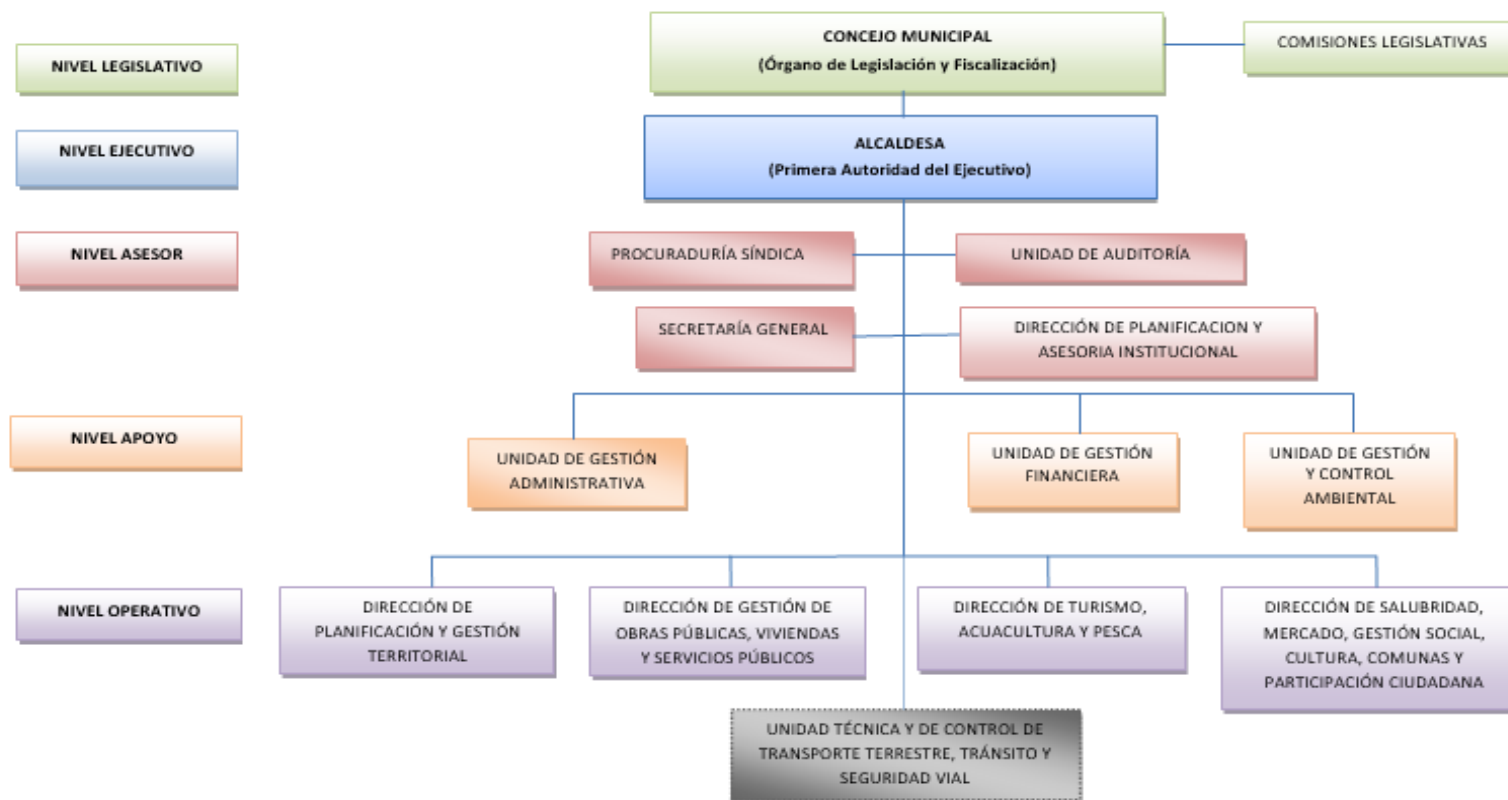 NIVEL LEGISLATIVO
CONCEJO MUNICIPAL
(Órgano de Legislación y Fiscalización)
COMISIONES LEGISLATIVAS
NIVEL EJECUTIVO
ALCALDESA
(Primera Autoridad del Ejecutivo)
NIVEL ASESOR
PROCURADURÍA SÍNDICA
UNIDAD DE AUDITORÍA
SECRETARÍA GENERAL
DIRECCIÓN DE PLANIFICACION Y
ASESORIA INSTITUCIONAL
NIVEL APOYO
UNIDAD DE GESTIÓN
ADMINISTRATIVA
UNIDAD DE GESTIÓN
FINANCIERA
UNIDAD DE GESTIÓN
Y CONTROL
AMBIENTAL
NIVEL OPERATIVO
DIRECCIÓN DE
PLANIFICACIÓN Y GESTIÓN
TERRITORIAL
DIRECCIÓN DE GESTIÓN DE
OBRAS PÚBLICAS, VIVIENDAS
Y SERVICIOS PÚBLICOS
DIRECCIÓN DE TURISMO,
ACUACULTURA Y PESCA
DIRECCIÓN DE SALUBRIDAD,
MERCADO, GESTIÓN SOCIAL,
CULTURA, COMUNAS Y
PARTICIPACIÓN CIUDADANA
UNIDAD TÉCNICA Y DE CONTROL DE
TRANSPORTE TERRESTRE, TRÁNSITO Y
SEGURIDAD VIAL